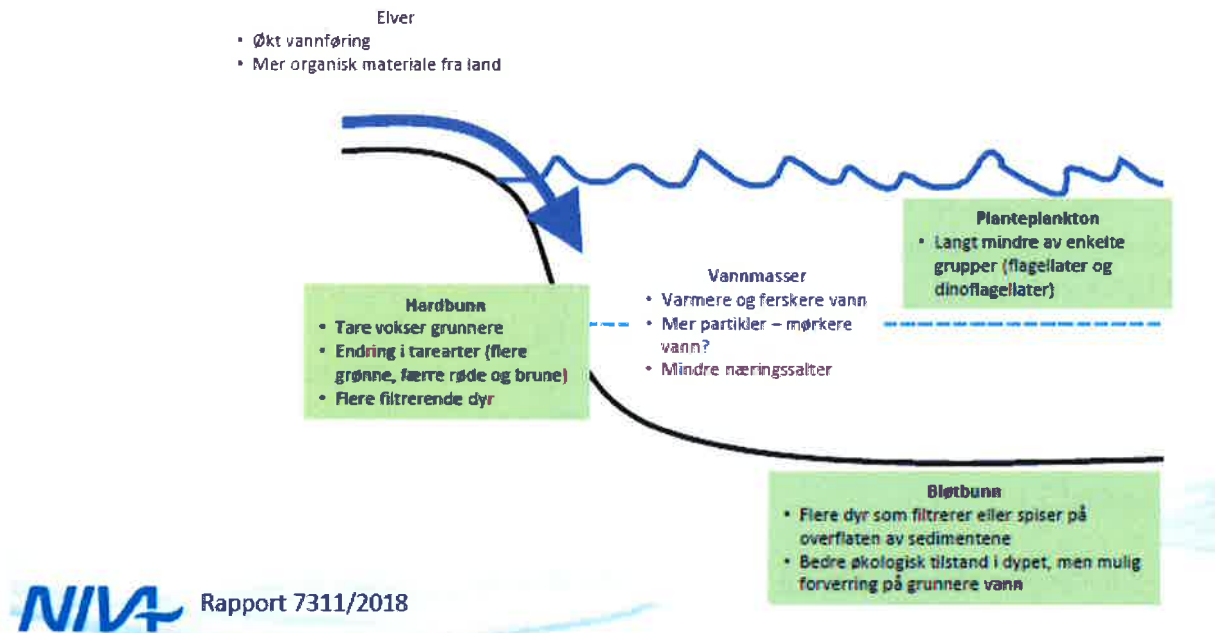 Elver
• Økt vannføring
• Mer organisk materiale fra land
Planteplankton
• Langt mindre av enkelte
grupper (flagellater og
dinoflagellater)
Vannmasser
• Varmere og ferskere vann
• Mer partikler – mørkere
vann?
• Mindre næringssalter
Hardbunn
• Tare vokser grunnere
• Endring i tarearter (flere
grønne, færre røde og brune)
• Flere filtrerende dyr
Bløtbunn
• Flere dyr som filtrerer eller spiser på
overflaten av sedimentene
• Bedre økologisk tilstand i dypet, men mulig
forverring på grunnere vann
NIVA Rapport 7311/2018